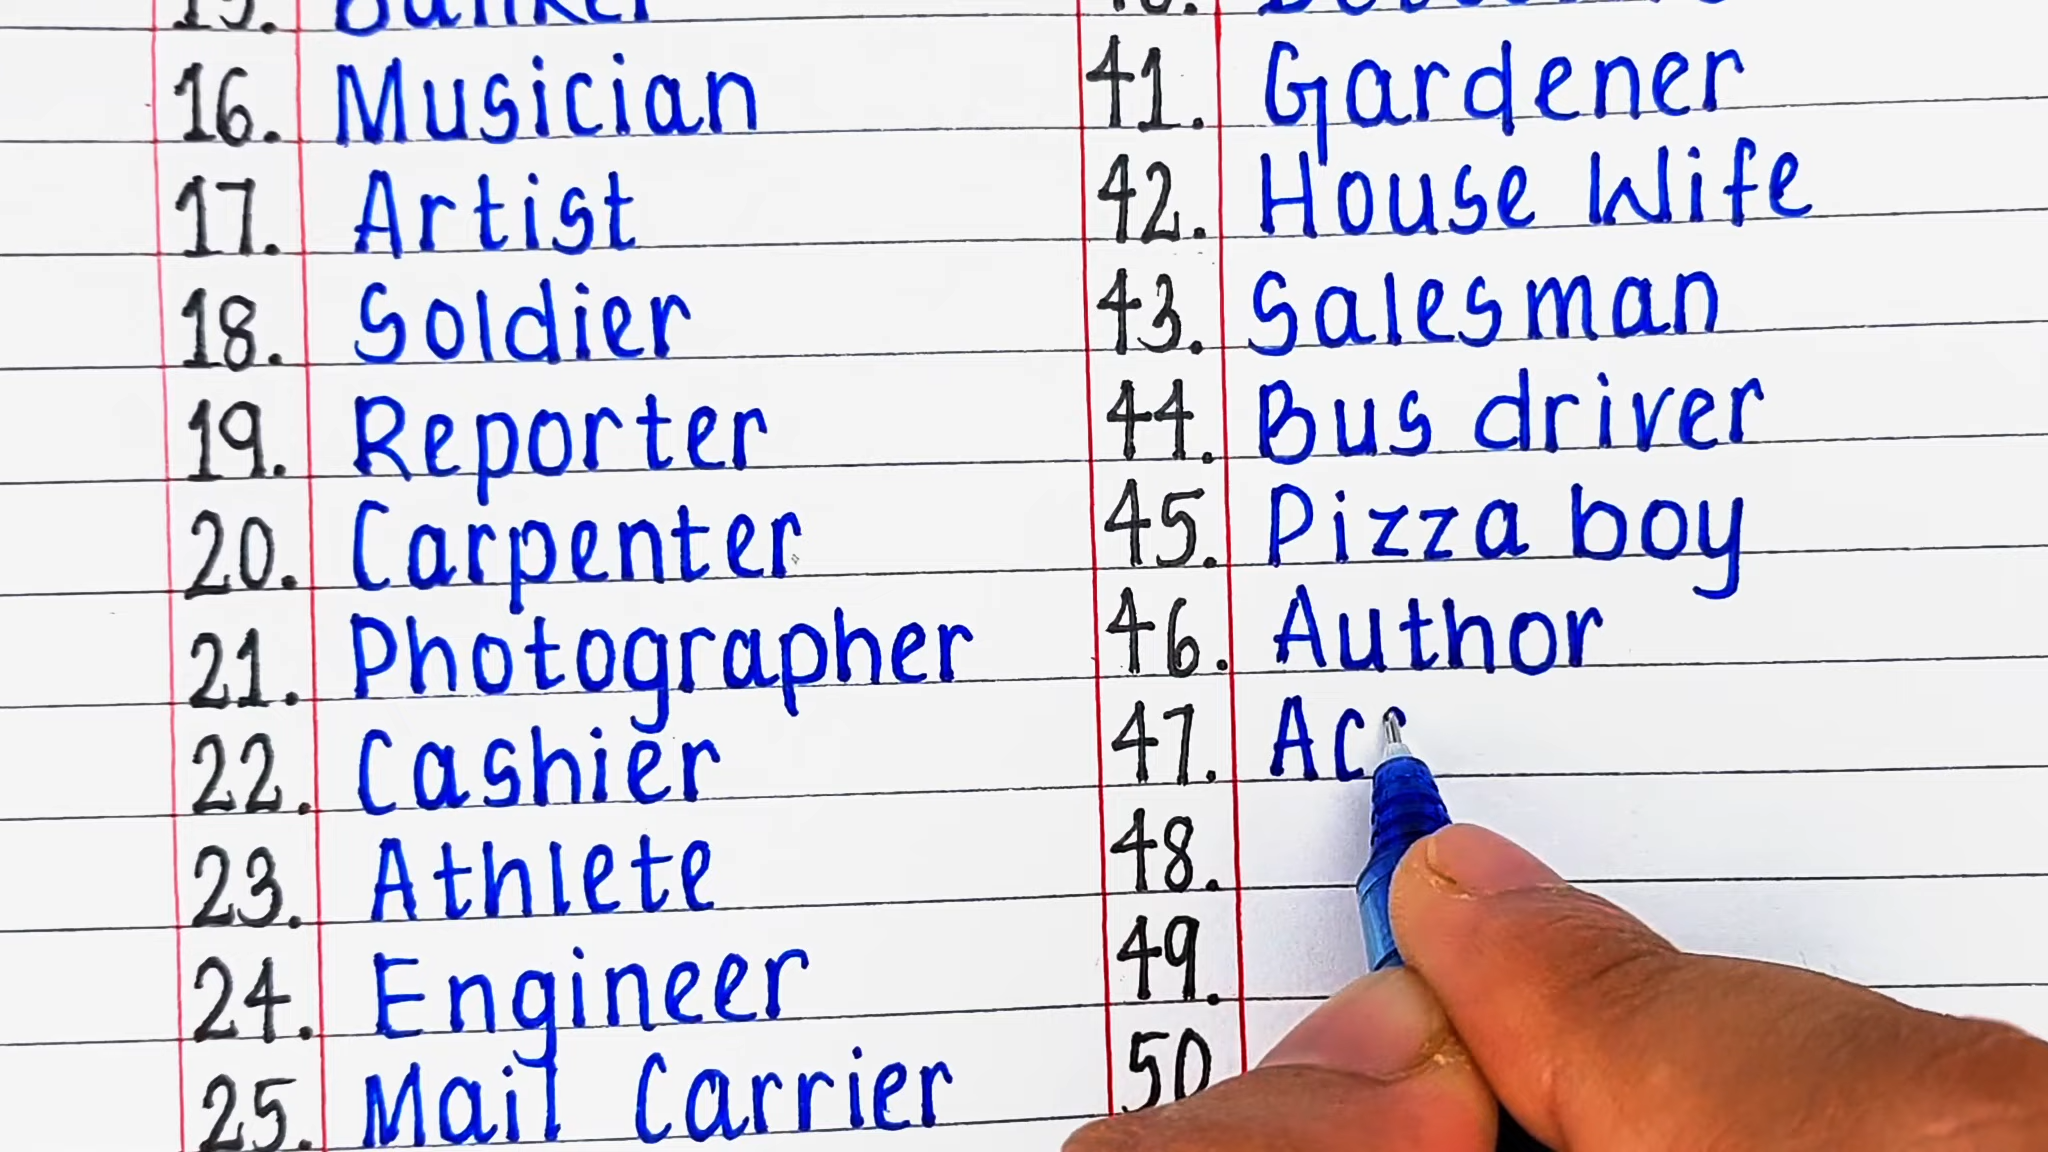 15. Banker
16. Musician
17. Artist
18. Soldier
19. Reporter
20. Carpenter
21. Photographer
22. Cashier
23. Athlete
24. Engineer
25. Mail Carrier
41. Gardener
42. House Wife
43. Salesman
44. Bus driver
45. Pizza boy
46. Author
47. Ac
48.
49.
50